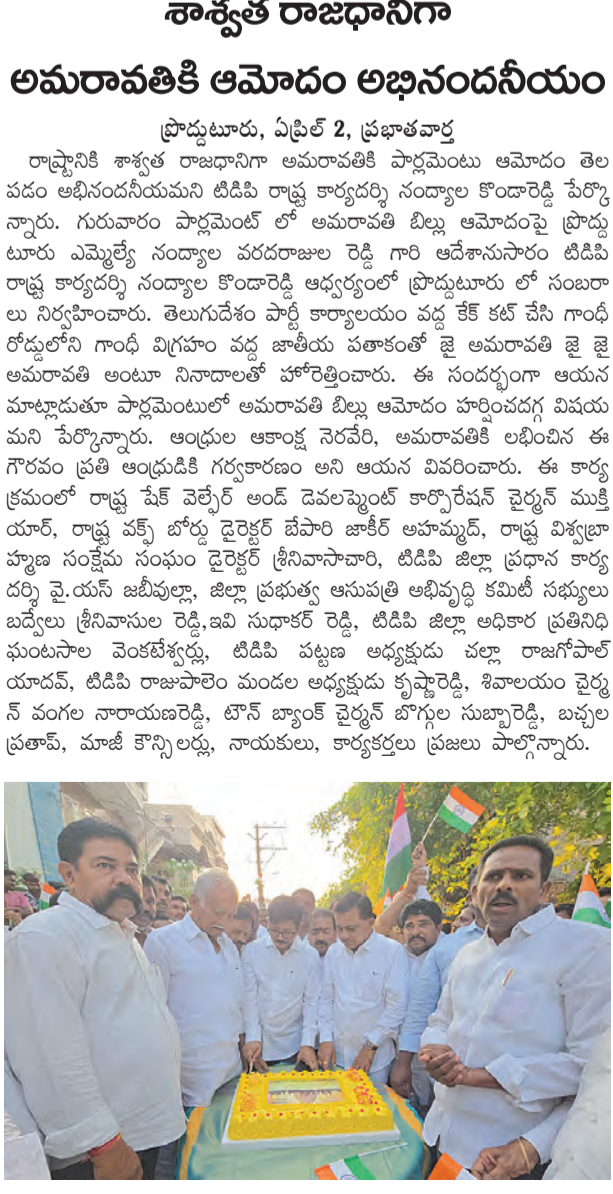 శాశ్వత రాజధానిగా
అమరావతికి ఆమోదం అభినందనీయం
ప్రొద్దుటూరు, ఏప్రిల్ 2, ప్రభాతవార్త
రాష్ట్రానికి శాశ్వత రాజధానిగా అమరావతికి పార్లమెంటు ఆమోదం తెల
పడం అభినందనీయమని టిడిపి రాష్ట్ర కార్యదర్శి నంద్యాల కొండారెడ్డి పేర్కొ
న్నారు. గురువారం పార్లమెంట్ లో అమరావతి బిల్లు ఆమోదంపై ప్రొద్దు
టూరు ఎమ్మెల్యే నంద్యాల వరదరాజుల రెడ్డి గారి ఆదేశానుసారం టిడిపి
రాష్ట్ర కార్యదర్శి నంద్యాల కొండారెడ్డి ఆధ్వర్యంలో ప్రొద్దుటూరు లో సంబరా
లు నిర్వహించారు. తెలుగుదేశం పార్టీ కార్యాలయం వద్ద కేక్ కట్ చేసి గాంధీ
రోడ్డులోని గాంధీ విగ్రహం వద్ద జాతీయ పతాకంతో జై అమరావతి జై జై
అమరావతి అంటూ నినాదాలతో హోరెత్తించారు. ఈ సందర్భంగా ఆయన
మాట్లాడుతూ పార్లమెంటులో అమరావతి బిల్లు ఆమోదం హర్షించదగ్గ విషయ
మని పేర్కొన్నారు. ఆంధ్రుల ఆకాంక్ష నెరవేరి, అమరావతికి లభించిన ఈ
గౌరవం ప్రతి ఆంధ్రుడికి గర్వకారణం అని ఆయన వివరించారు. ఈ కార్య
క్రమంలో రాష్ట్ర షేక్ వెల్ఫేర్ అండ్ డెవలప్మెంట్ కార్పొరేషన్ చైర్మన్ ముక్తి
యార్, రాష్ట్ర వక్ఫ్ బోర్డు డైరెక్టర్ బేపారి జాకీర్ అహమ్మద్, రాష్ట్ర విశ్వబ్రా
హ్మణ సంక్షేమ సంఘం డైరెక్టర్ శ్రీనివాసాచారి, టిడిపి జిల్లా ప్రధాన కార్య
దర్శి వై.యస్ జబీవుల్లా, జిల్లా ప్రభుత్వ ఆసుపత్రి అభివృద్ధి కమిటీ సభ్యులు
బద్వేలు శ్రీనివాసుల రెడ్డి,ఇవి సుధాకర్ రెడ్డి, టిడిపి జిల్లా అధికార ప్రతినిధి
ఘంటసాల వెంకటేశ్వర్లు, టిడిపి పట్టణ అధ్యక్షుడు చల్లా రాజగోపాల్
యాదవ్, టిడిపి రాజుపాలెం మండల అధ్యక్షుడు కృష్ణారెడ్డి, శివాలయం చైర్మ
న్ వంగల నారాయణరెడ్డి, టౌన్ బ్యాంక్ చైర్మన్ బొగ్గుల సుబ్బారెడ్డి, బచ్చల
ప్రతాప్, మాజీ కౌన్సిలర్లు, నాయకులు, కార్యకర్తలు ప్రజలు పాల్గొన్నారు.